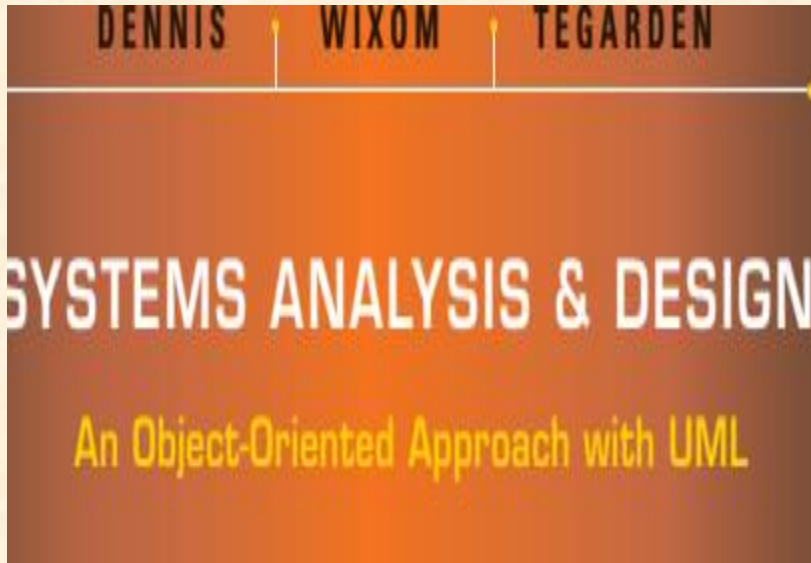 DENNIS WIXOM TEGARDEN
SYSTEMS ANALYSIS & DESIGN
An Object-Oriented Approach with UML